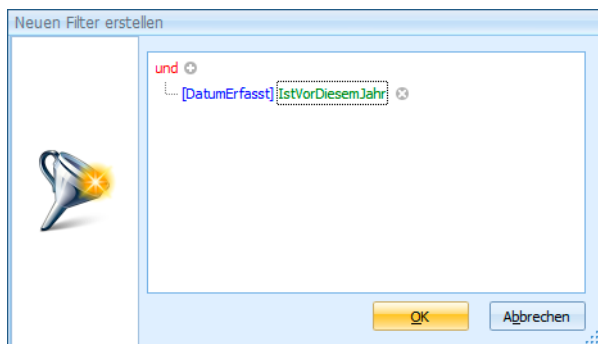 Neuen Filter erstellen
und
[DatumErfasst] IstVorDiesemJahr
OK
Abbrechen